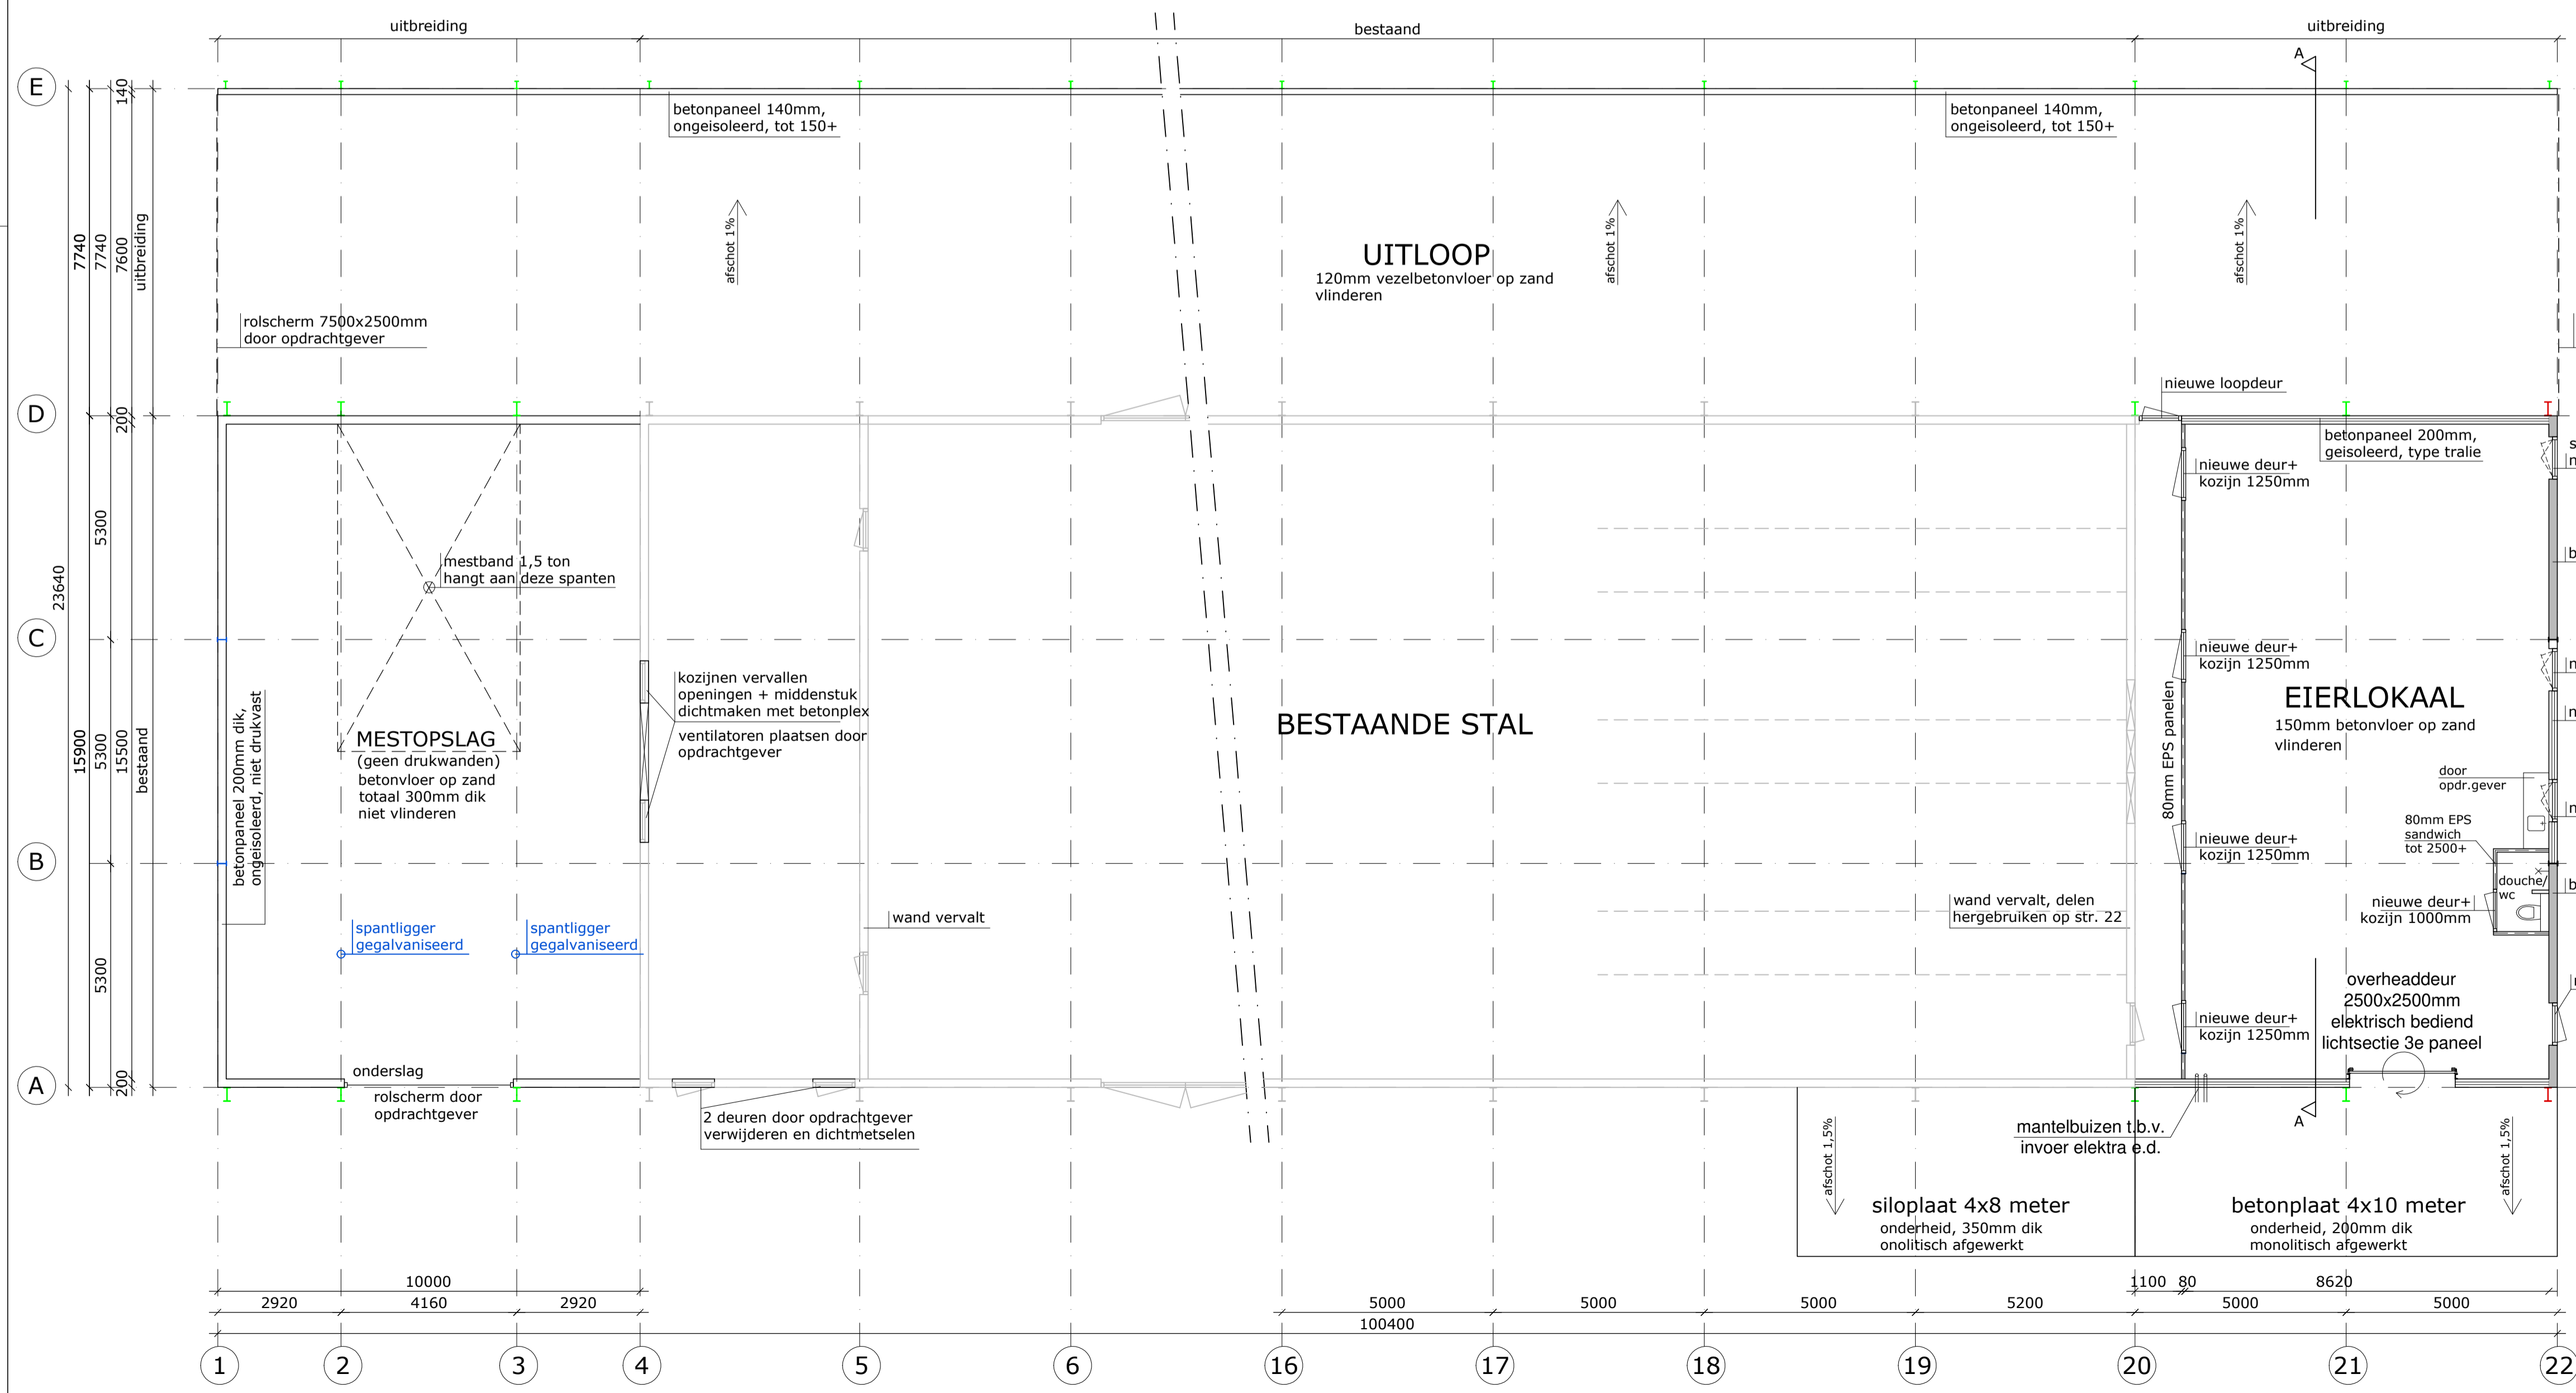 uitbreiding
bestaand
uitbreiding
A
E
140
betonpaneel 140mm,
ongeisoleerd, tot 150+
betonpaneel 140mm,
ongeisoleerd, tot 150+
7740
7740
7600
uitbreiding
afschot 1%
afschot 1%
afschot 1%
UITLOOP
120mm vezelbetonvloer op zand
vlinderen
rolscherm 7500x2500mm
door opdrachtgever
nieuwe loopdeur
D
200
betonpaneel 200mm,
geisoleerd, type tralie
nieuwe deur+
kozijn 1250mm
5300
mestband 1,5 ton
hangt aan deze spanten
23640
C
nieuwe deur+
kozijn 1250mm
kozijnen vervallen
openingen + middenstuk
dichtmaken met betonplex
ventilatoren plaatsen door
opdrachtgever
betonpaneel 200mm dik,
ongeisoleerd, niet drukvast
MESTOPSLAG
(geen drukwanden)
betonvloer op zand
totaal 300mm dik
niet vlinderen
15900
5300
15500
bestaand
BESTAANDE STAL
80mm EPS panelen
EIERLOKAAL
150mm betonvloer op zand
vlinderen
door
opdr.gever
80mm EPS
sandwich
tot 2500+
B
nieuwe deur+
kozijn 1250mm
douche/
wc
nieuwe deur+
kozijn 1000mm
wand vervalt
wand vervalt, delen
hergebruiken op str. 22
spantligger
gegalvaniseerd
spantligger
gegalvaniseerd
5300
overheaddeur
2500x2500mm
elektrisch bediend
lichtsectie 3e paneel
nieuwe deur+
kozijn 1250mm
A
200
onderslag
rolscherm door
opdrachtgever
2 deuren door opdrachtgever
verwijderen en dichtmetselen
mantelbuizen t.b.v.
invoer elektra e.d.
A
afschot 1,5%
afschot 1,5%
siloplaat 4x8 meter
onderheid, 350mm dik
onolitisch afgewerkt
betonplaat 4x10 meter
onderheid, 200mm dik
monolitisch afgewerkt
10000
1100 80 8620
2920 4160 2920 5000 5000 5000 5200 5000 5000
100400
1 2 3 4 5 6 16 17 18 19 20 21 22